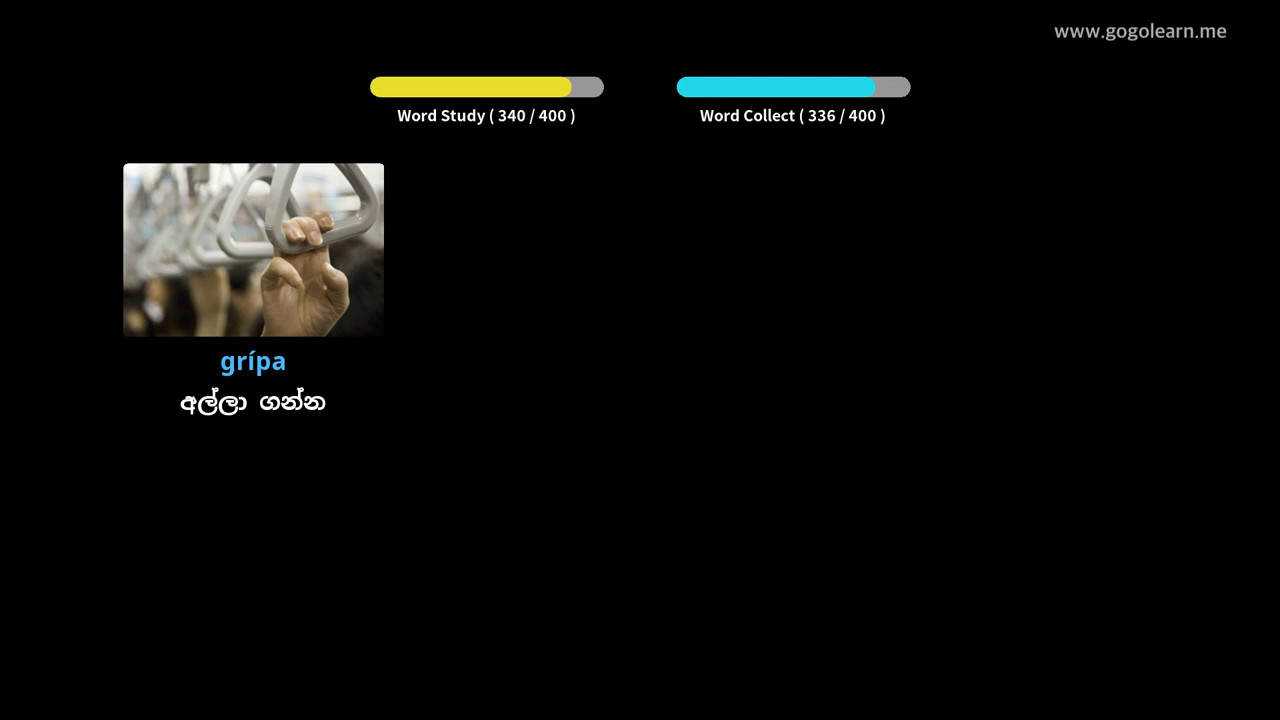 www.gogolearn.me
Word Study ( 340 / 400 )
Word Collect ( 336 / 400 )
grípa
අල්ලා ගන්න